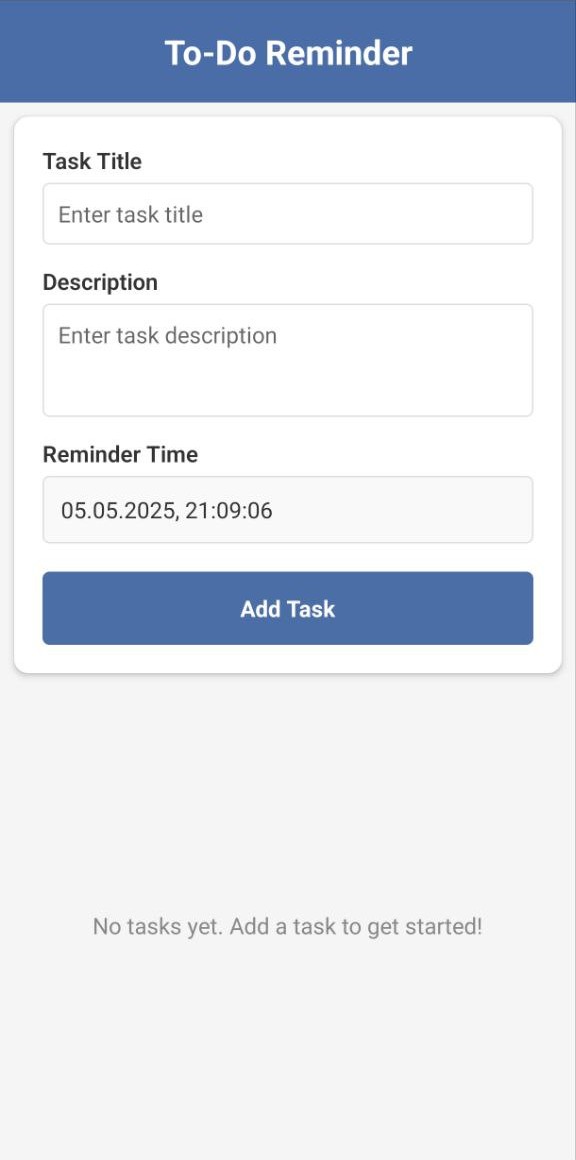 To-Do Reminder
Task Title
Enter task title
Description
Enter task description
Reminder Time
05.05.2025, 21:09:06
Add Task
No tasks yet. Add a task to get started!